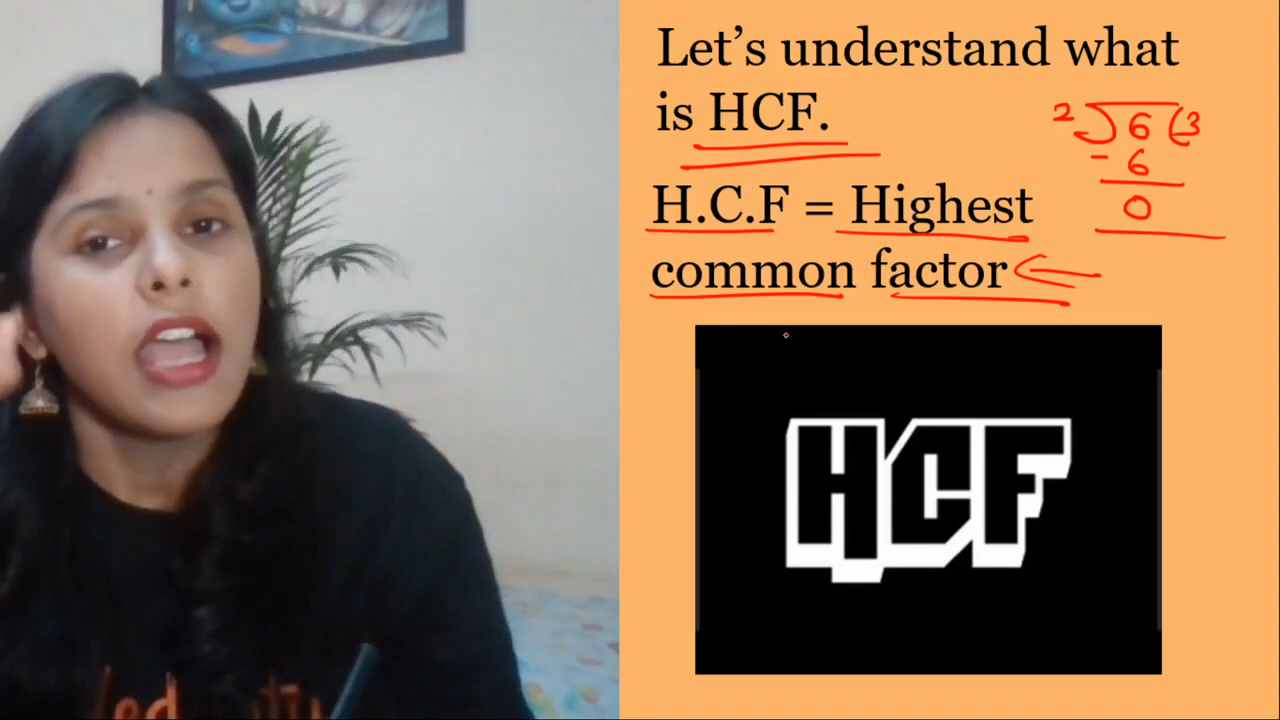 Let's understand what
is HCF.
H.C.F = Highest
common factor
2 ) 6 ( 3
- 6
0
HCF